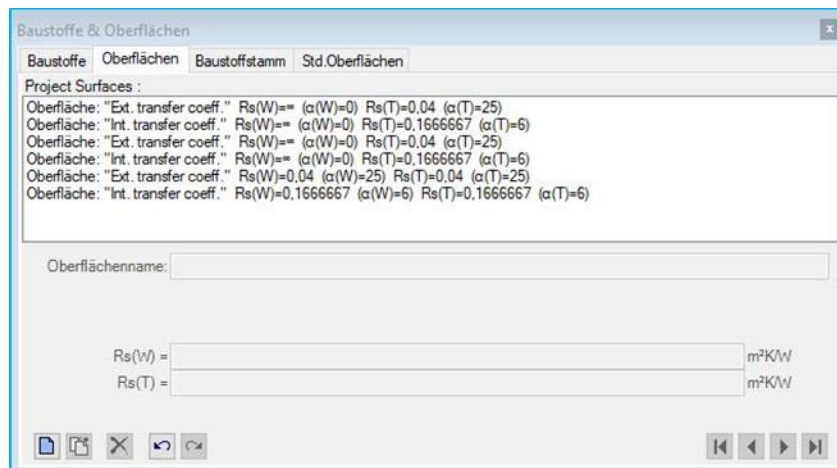 Baustoffe & Oberflächen
Baustoffe Oberflächen Baustoffstamm Std.Oberflächen
Project Surfaces :
Oberfläche: "Ext. transfer coeff." Rs(W)=∞ (α(W)=0) Rs(T)=0,04 (α(T)=25)
Oberfläche: "Int. transfer coeff." Rs(W)=∞ (α(W)=0) Rs(T)=0,1666667 (α(T)=6)
Oberfläche: "Ext. transfer coeff." Rs(W)=∞ (α(W)=0) Rs(T)=0,04 (α(T)=25)
Oberfläche: "Int. transfer coeff." Rs(W)=∞ (α(W)=0) Rs(T)=0,1666667 (α(T)=6)
Oberfläche: "Ext. transfer coeff." Rs(W)=0,04 (α(W)=25) Rs(T)=0,04 (α(T)=25)
Oberfläche: "Int. transfer coeff." Rs(W)=0,1666667 (α(W)=6) Rs(T)=0,1666667 (α(T)=6)
Oberflächenname:
Rs(W) = m²K/W
Rs(T) = m²K/W